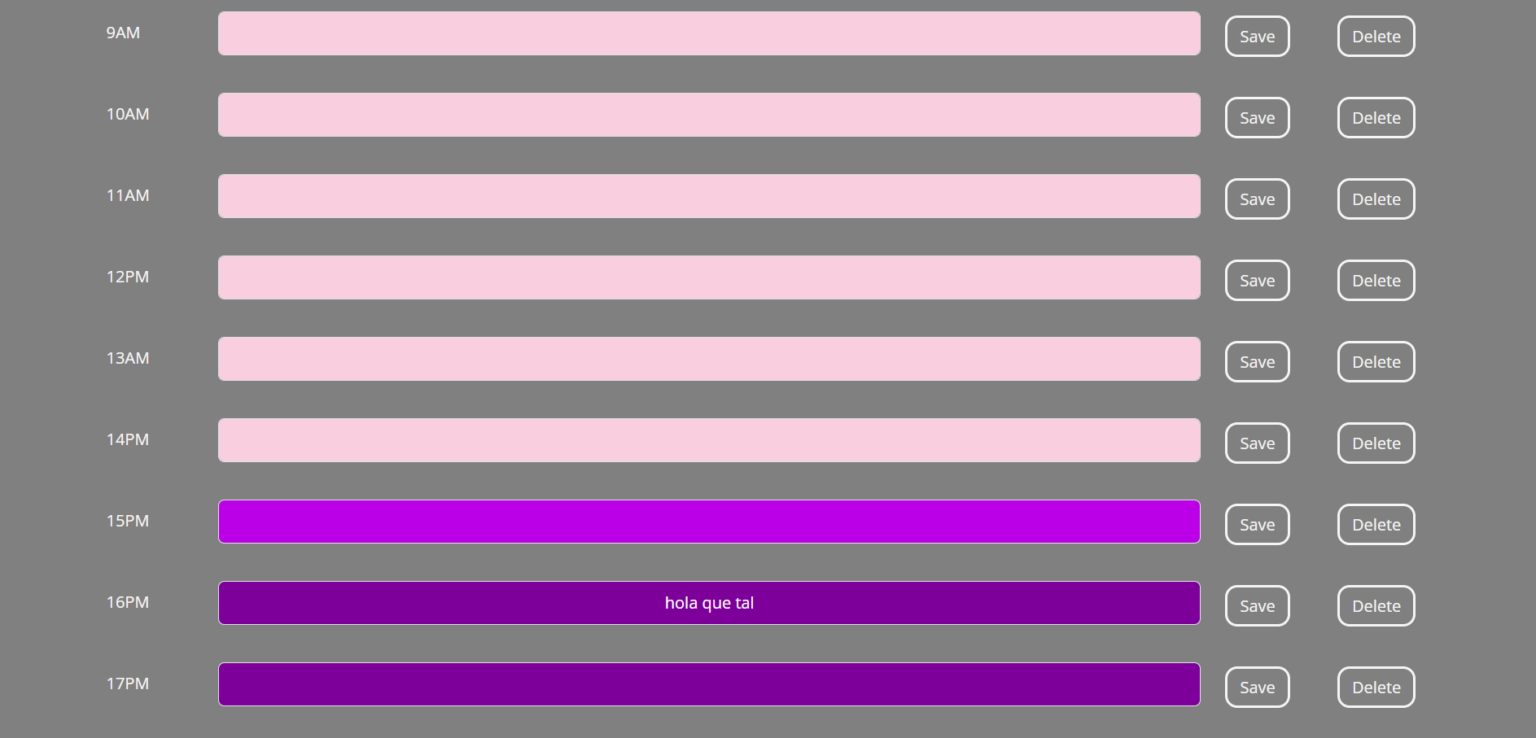 9AM Save Delete
10AM Save Delete
11AM Save Delete
12PM Save Delete
13AM Save Delete
14PM Save Delete
15PM Save Delete
16PM hola que tal Save Delete
17PM Save Delete